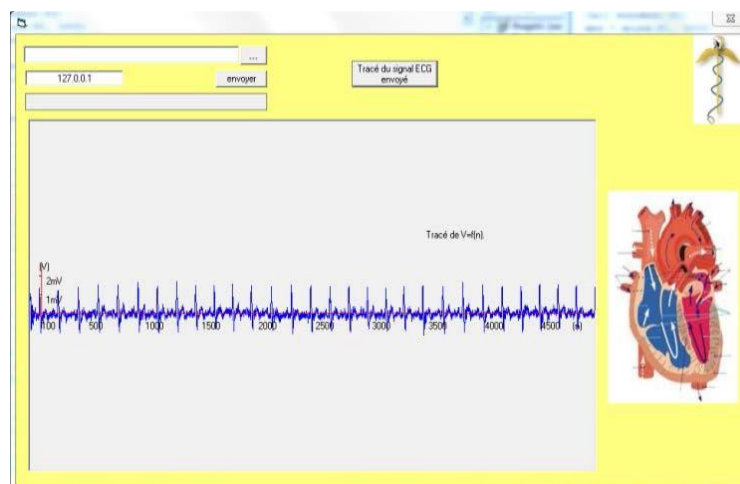 ...
127.0.0.1
envoyer
Tracé du signal ECG
envoyé
Tracé de V=f(n).
(V)
2mV
1mV
100 500 1000 1500 2000 2500 3000 3500 4000 4500 (n)